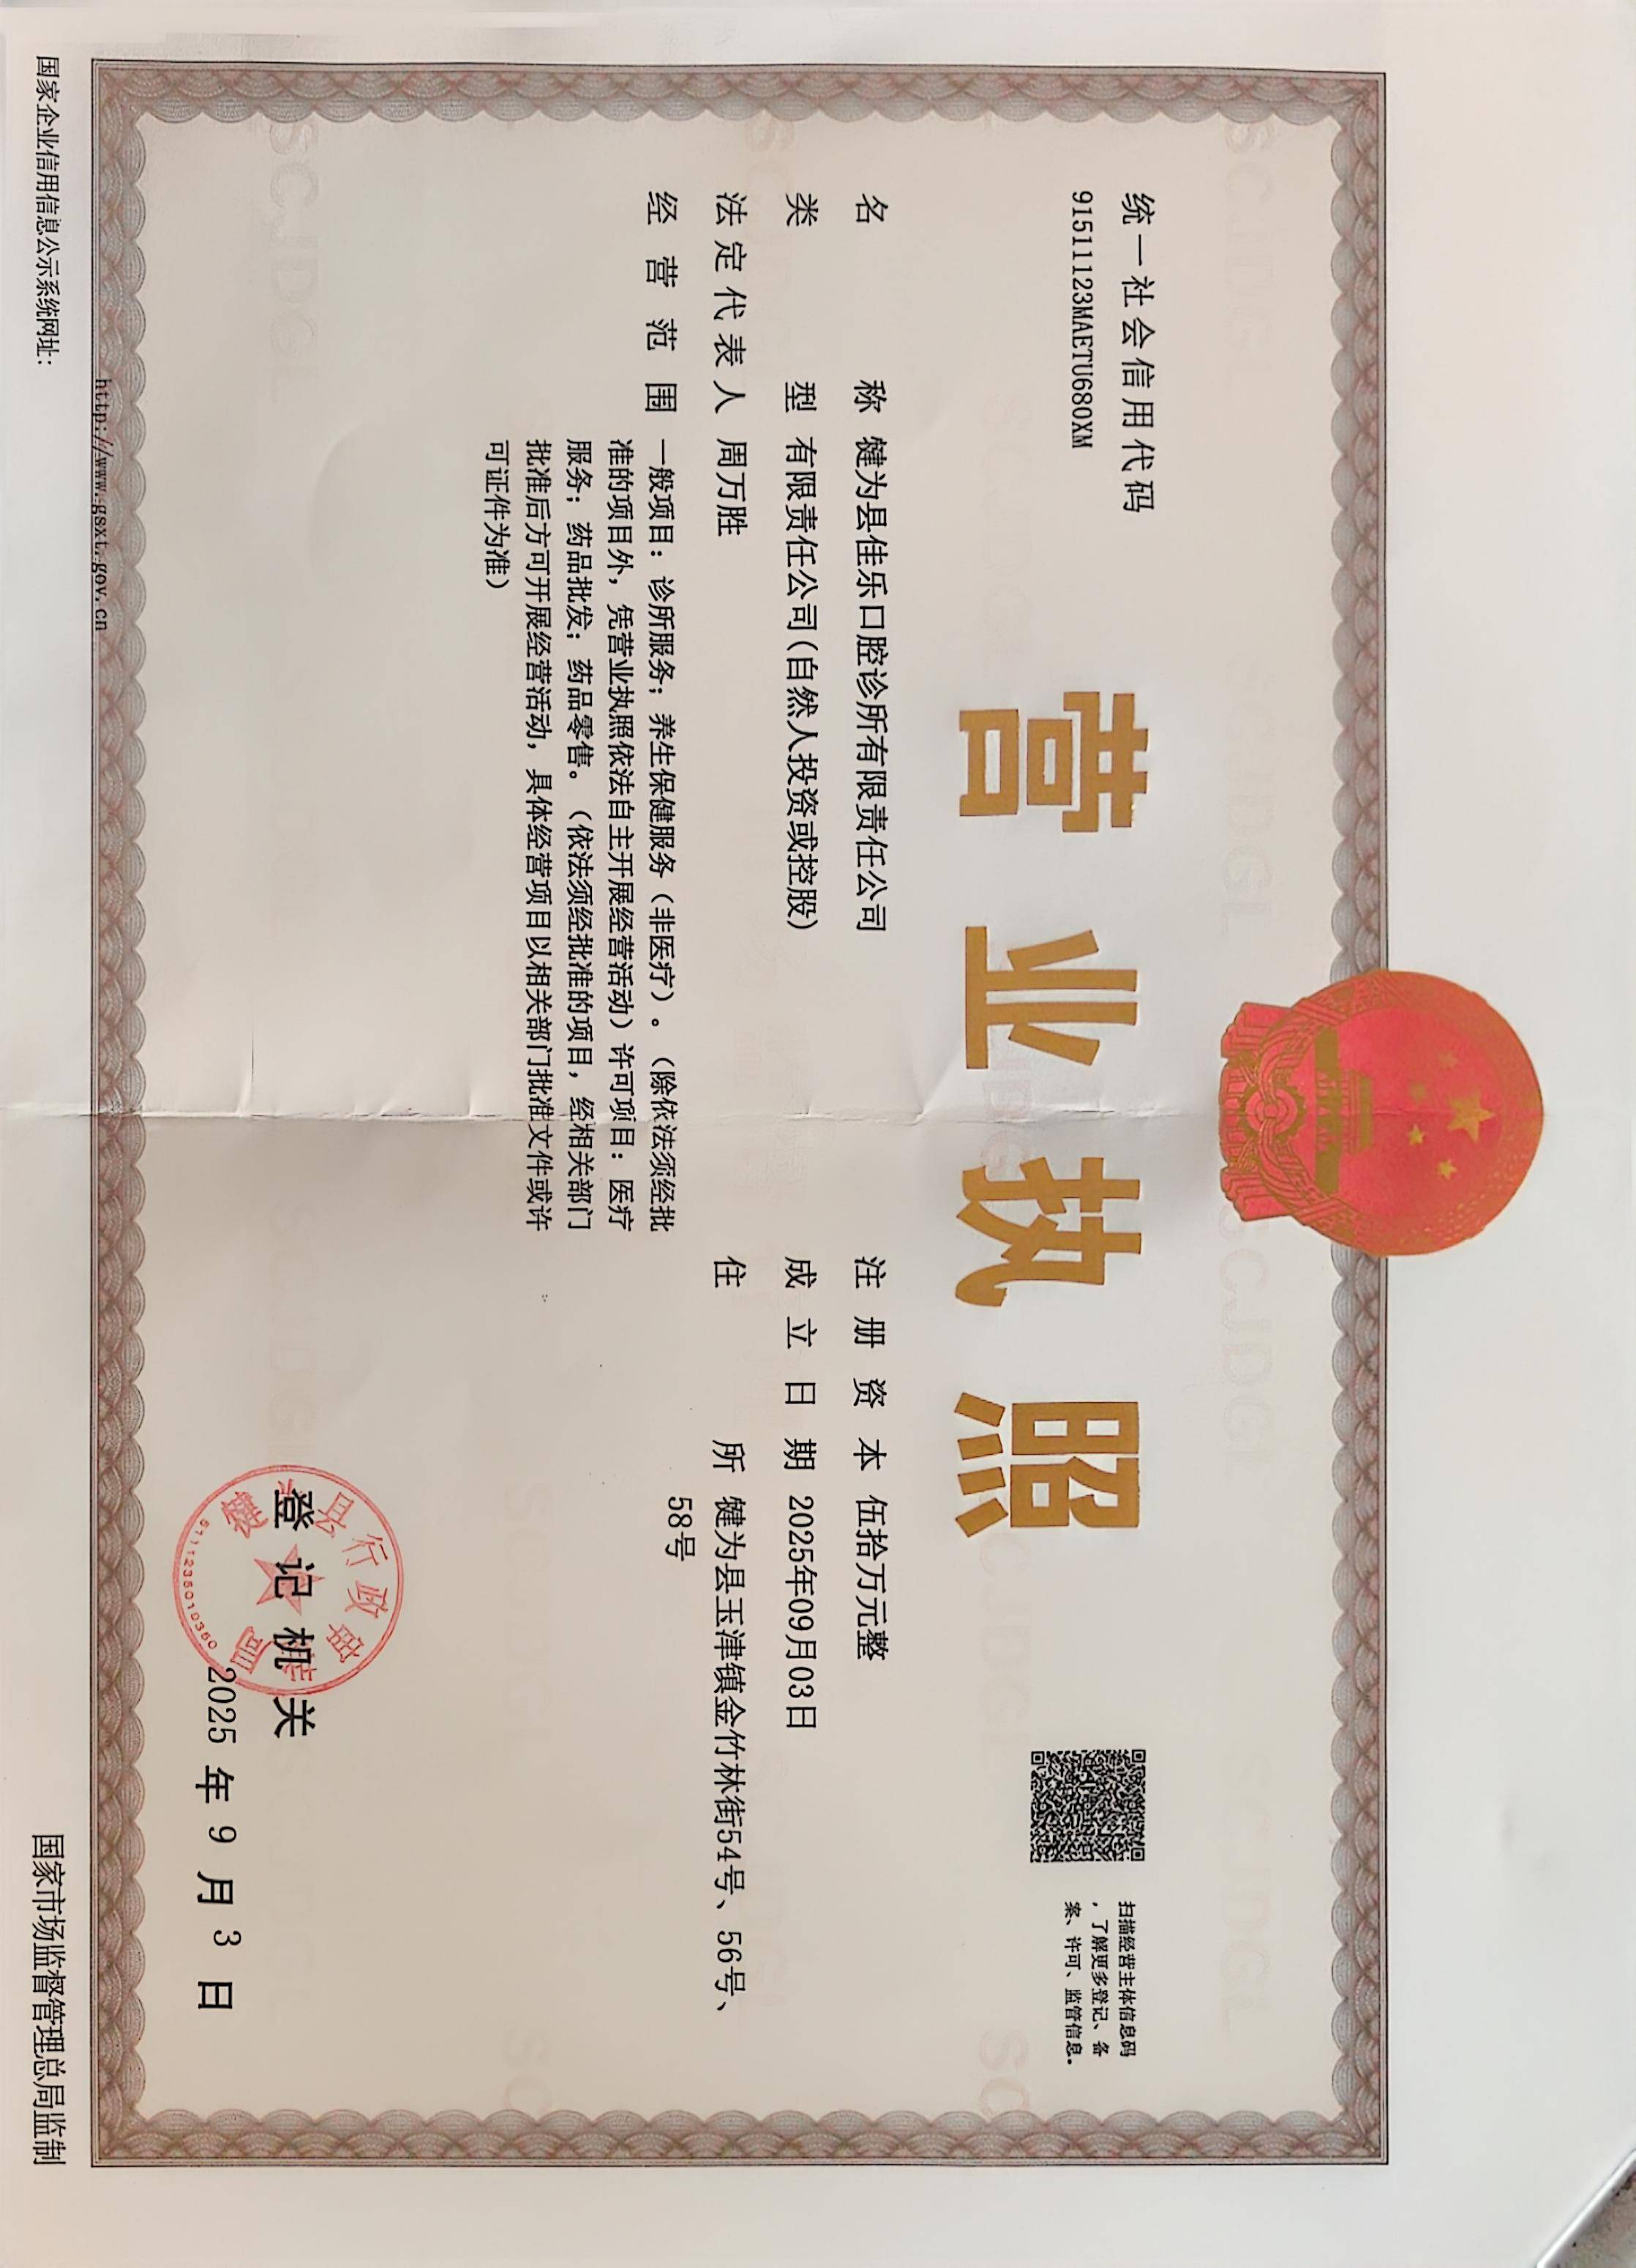 统一社会信用代码
91511123MAETU680XM
营业执照
扫描经营主体信息码
，了解更多登记、备
案、许可、监管信息。
名称 犍为县佳乐口腔诊所有限责任公司
类型 有限责任公司(自然人投资或控股)
法定代表人 周万胜
经营范围 一般项目：诊所服务；养生保健服务（非医疗）。（除依法须经批
准的项目外，凭营业执照依法自主开展经营活动）许可项目：医疗
服务；药品批发；药品零售。（依法须经批准的项目，经相关部门
批准后方可开展经营活动，具体经营项目以相关部门批准文件或许
可证件为准）
注册资本 伍拾万元整
成立日期 2025年09月03日
住所 犍为县玉津镇金竹林街54号、56号、
58号
登记机关
2025 年 9 月 3 日
国家企业信用信息公示系统网址：
http://www.gsxt.gov.cn
国家市场监督管理总局监制